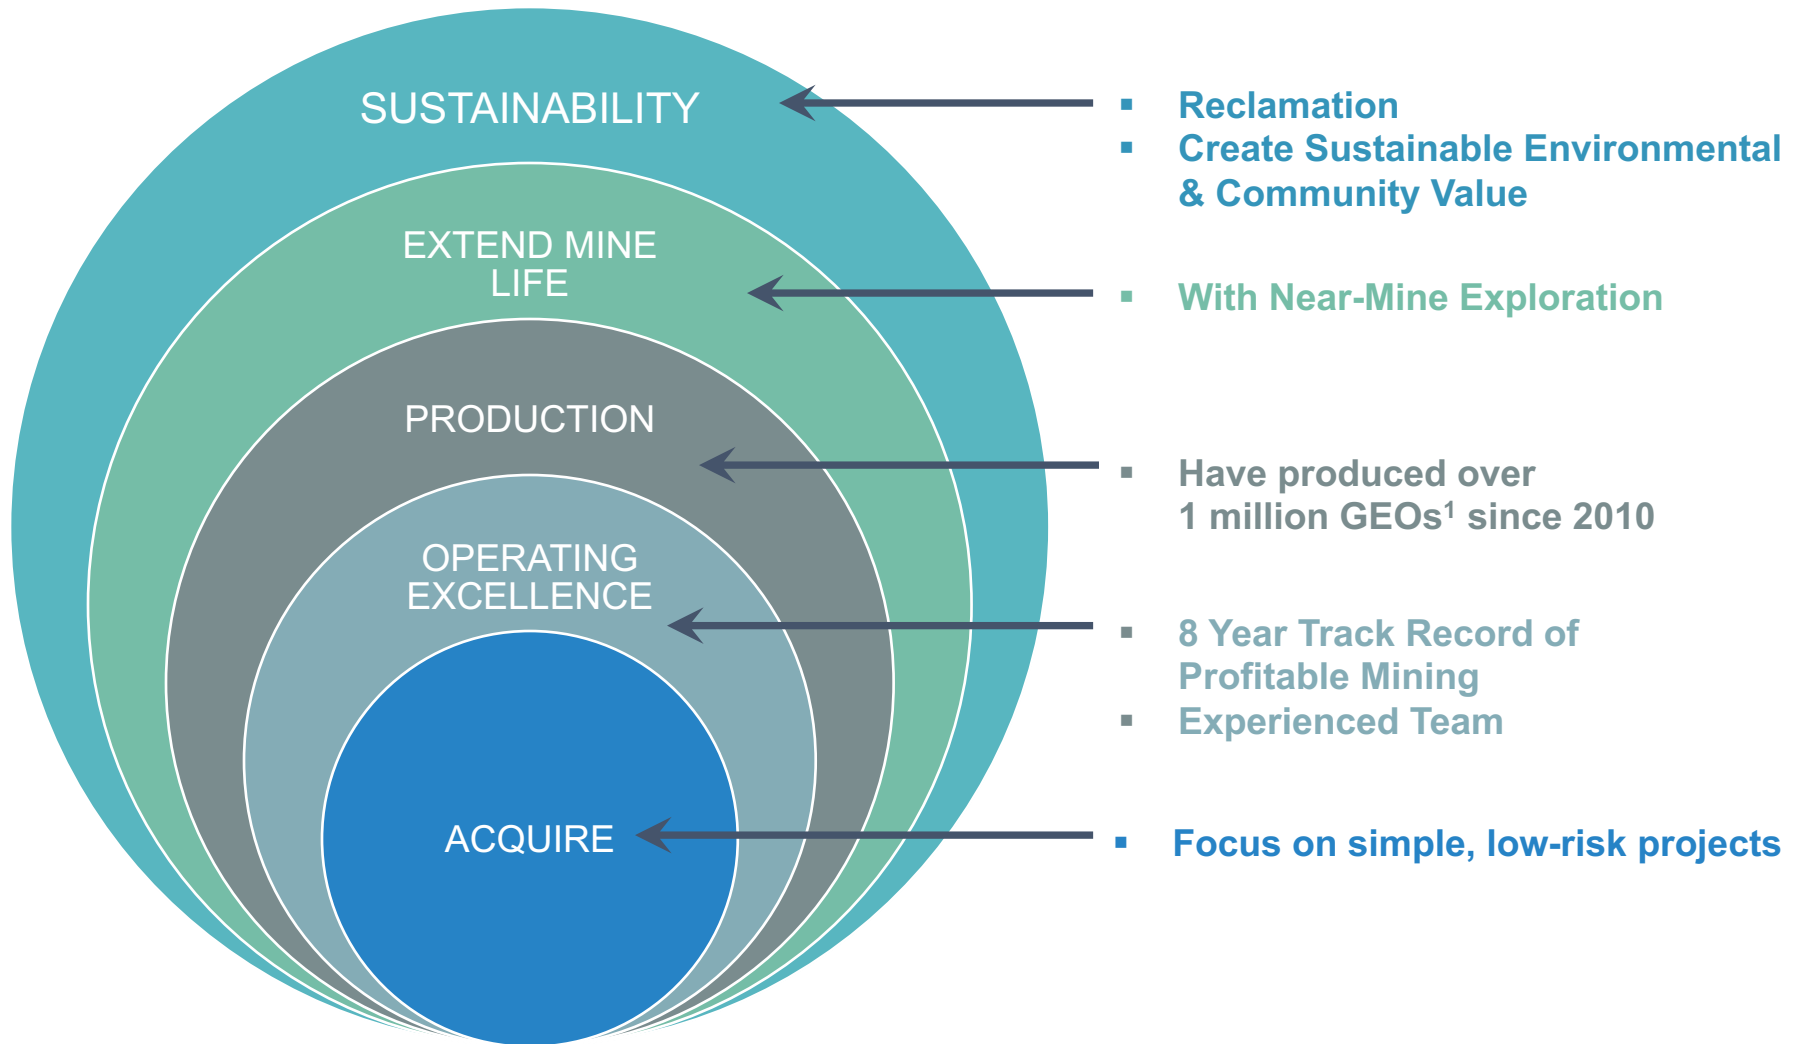 SUSTAINABILITY
▪ Reclamation
▪ Create Sustainable Environmental
& Community Value
EXTEND MINE
LIFE
▪ With Near-Mine Exploration
PRODUCTION
▪ Have produced over
1 million GEOs¹ since 2010
OPERATING
EXCELLENCE
▪ 8 Year Track Record of
Profitable Mining
▪ Experienced Team
ACQUIRE
▪ Focus on simple, low-risk projects